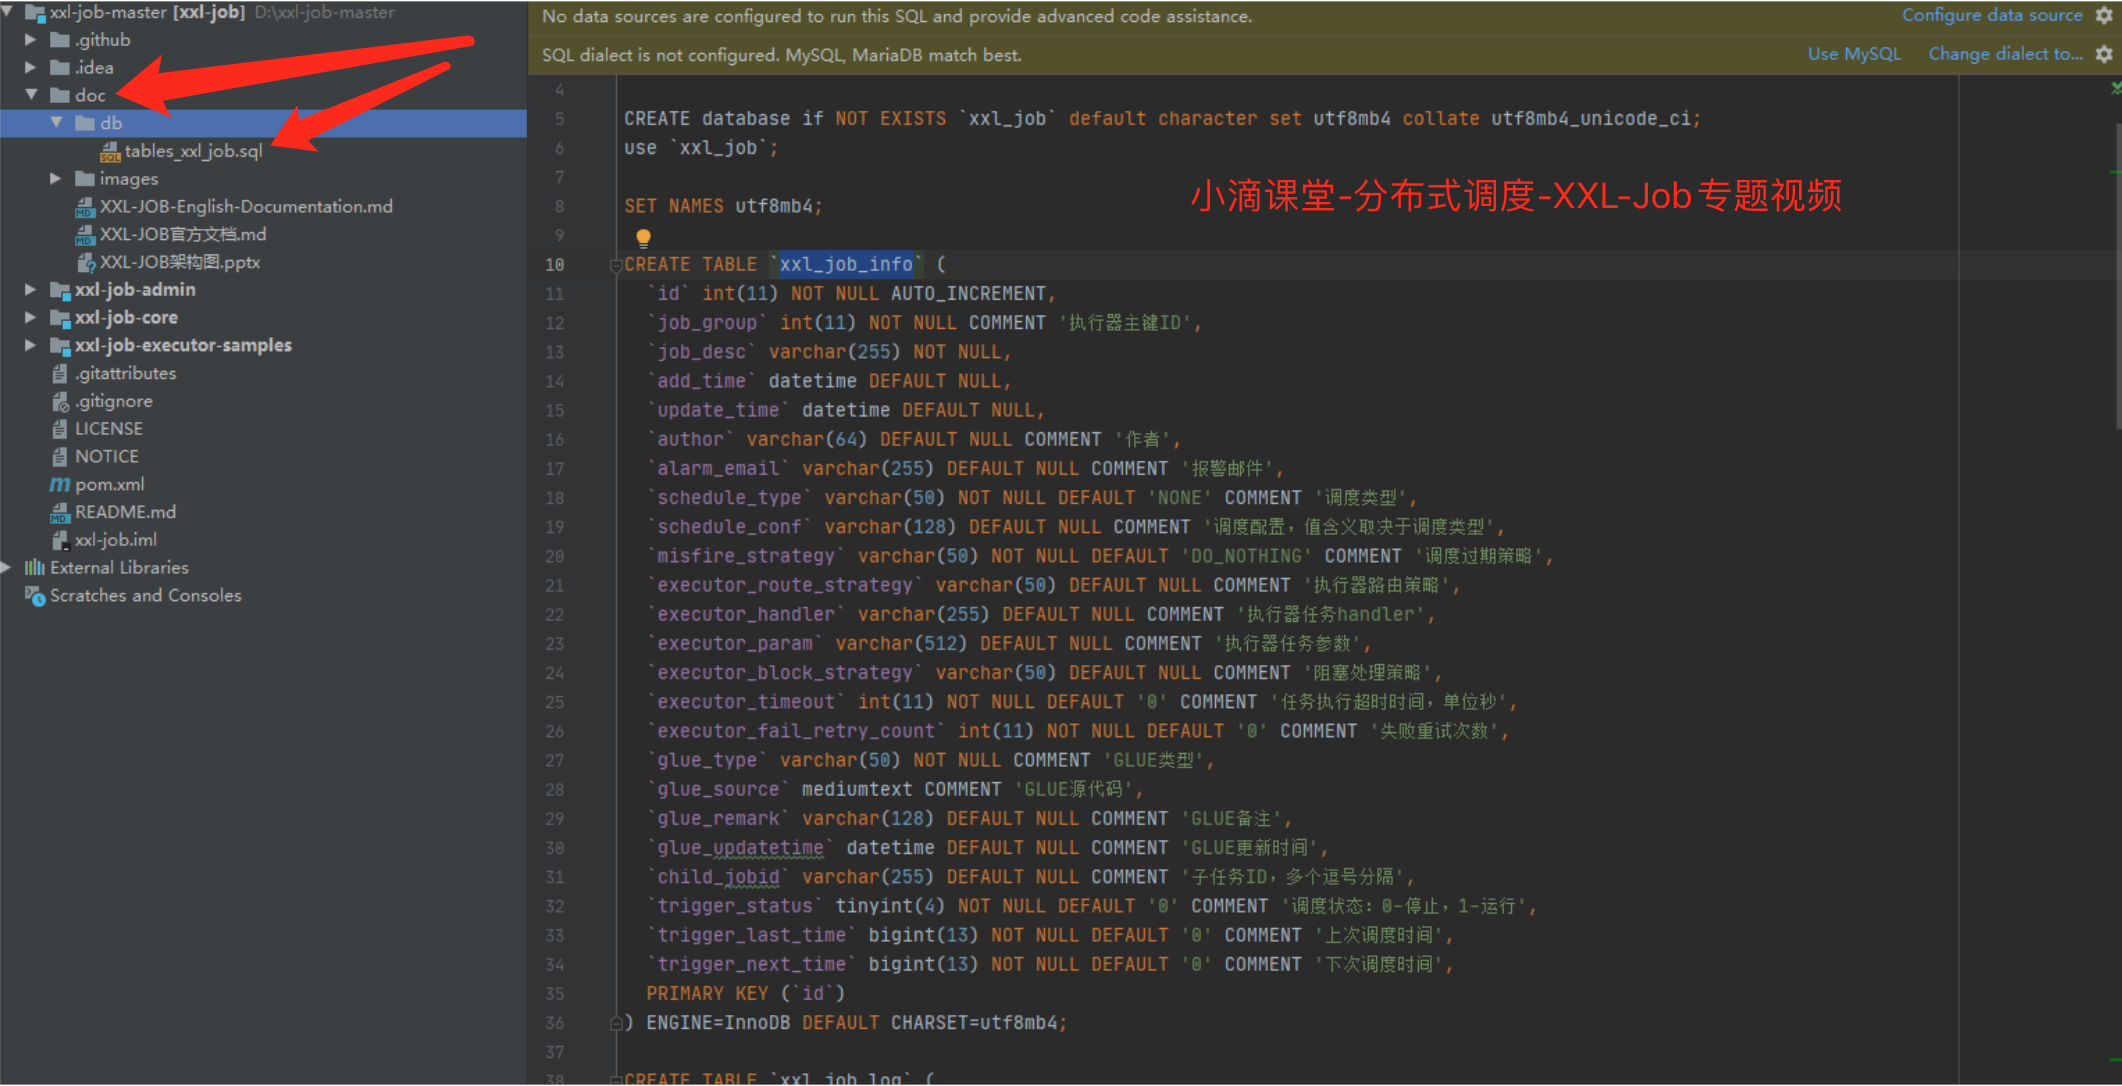 xxl-job-master [xxl-job] D:\xxl-job-master
.github
.idea
doc
db
tables_xxl_job.sql
images
XXL-JOB-English-Documentation.md
XXL-JOB官方文档.md
XXL-JOB架构图.pptx
xxl-job-admin
xxl-job-core
xxl-job-executor-samples
.gitattributes
.gitignore
LICENSE
NOTICE
pom.xml
README.md
xxl-job.iml
External Libraries
Scratches and Consoles
No data sources are configured to run this SQL and provide advanced code assistance. Configure data source
SQL dialect is not configured. MySQL, MariaDB match best. Use MySQL Change dialect to...
小滴课堂-分布式调度-XXL-Job专题视频
4
5 CREATE database if NOT EXISTS `xxl_job` default character set utf8mb4 collate utf8mb4_unicode_ci;
6 use `xxl_job`;
7
8 SET NAMES utf8mb4;
9
10 CREATE TABLE `xxl_job_info` (
11 `id` int(11) NOT NULL AUTO_INCREMENT,
12 `job_group` int(11) NOT NULL COMMENT '执行器主键ID',
13 `job_desc` varchar(255) NOT NULL,
14 `add_time` datetime DEFAULT NULL,
15 `update_time` datetime DEFAULT NULL,
16 `author` varchar(64) DEFAULT NULL COMMENT '作者',
17 `alarm_email` varchar(255) DEFAULT NULL COMMENT '报警邮件',
18 `schedule_type` varchar(50) NOT NULL DEFAULT 'NONE' COMMENT '调度类型',
19 `schedule_conf` varchar(128) DEFAULT NULL COMMENT '调度配置，值含义取决于调度类型',
20 `misfire_strategy` varchar(50) NOT NULL DEFAULT 'DO_NOTHING' COMMENT '调度过期策略',
21 `executor_route_strategy` varchar(50) DEFAULT NULL COMMENT '执行器路由策略',
22 `executor_handler` varchar(255) DEFAULT NULL COMMENT '执行器任务handler',
23 `executor_param` varchar(512) DEFAULT NULL COMMENT '执行器任务参数',
24 `executor_block_strategy` varchar(50) DEFAULT NULL COMMENT '阻塞处理策略',
25 `executor_timeout` int(11) NOT NULL DEFAULT '0' COMMENT '任务执行超时时间，单位秒',
26 `executor_fail_retry_count` int(11) NOT NULL DEFAULT '0' COMMENT '失败重试次数',
27 `glue_type` varchar(50) NOT NULL COMMENT 'GLUE类型',
28 `glue_source` mediumtext COMMENT 'GLUE源代码',
29 `glue_remark` varchar(128) DEFAULT NULL COMMENT 'GLUE备注',
30 `glue_updatetime` datetime DEFAULT NULL COMMENT 'GLUE更新时间',
31 `child_jobid` varchar(255) DEFAULT NULL COMMENT '子任务ID，多个逗号分隔',
32 `trigger_status` tinyint(4) NOT NULL DEFAULT '0' COMMENT '调度状态：0-停止，1-运行',
33 `trigger_last_time` bigint(13) NOT NULL DEFAULT '0' COMMENT '上次调度时间',
34 `trigger_next_time` bigint(13) NOT NULL DEFAULT '0' COMMENT '下次调度时间',
35 PRIMARY KEY (`id`)
36 ) ENGINE=InnoDB DEFAULT CHARSET=utf8mb4;
37
38 CREATE TABLE `xxl_job_log` (